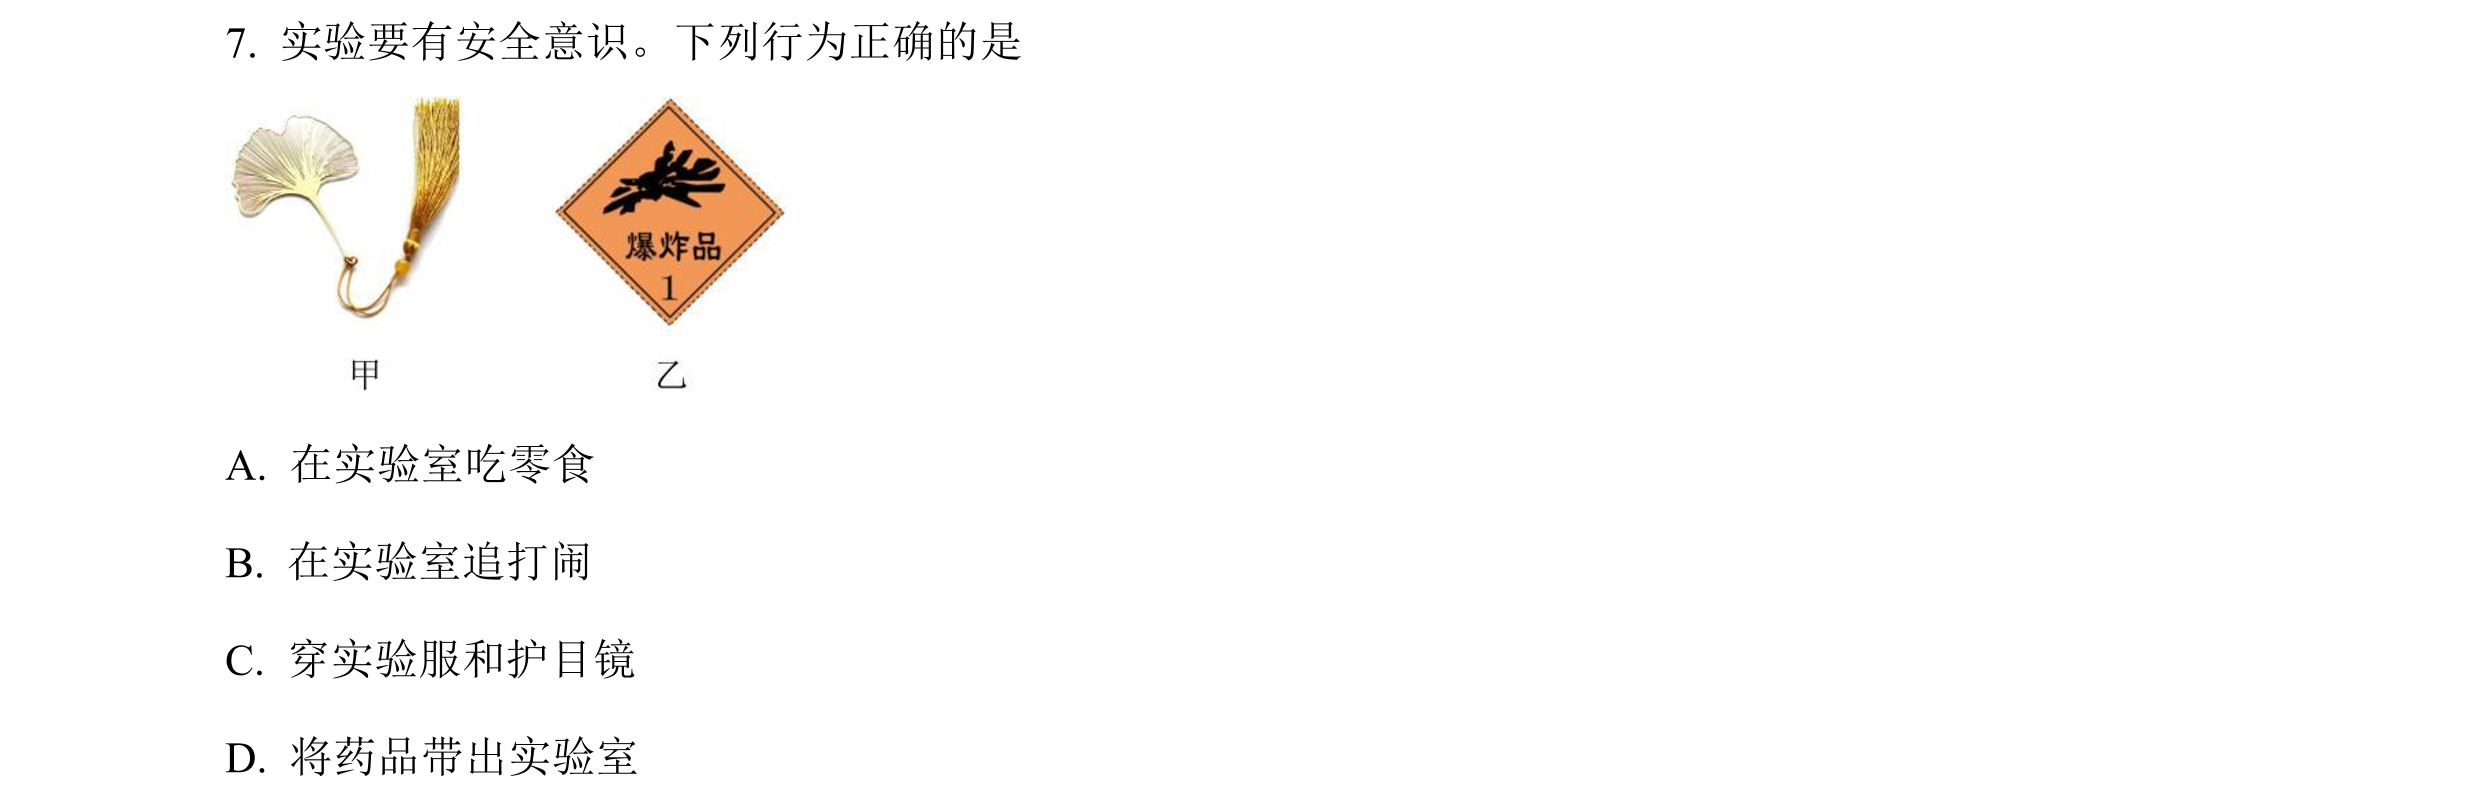 7. 实验要有安全意识。下列行为正确的是
爆炸品
1
甲 乙
A. 在实验室吃零食
B. 在实验室追打闹
C. 穿实验服和护目镜
D. 将药品带出实验室